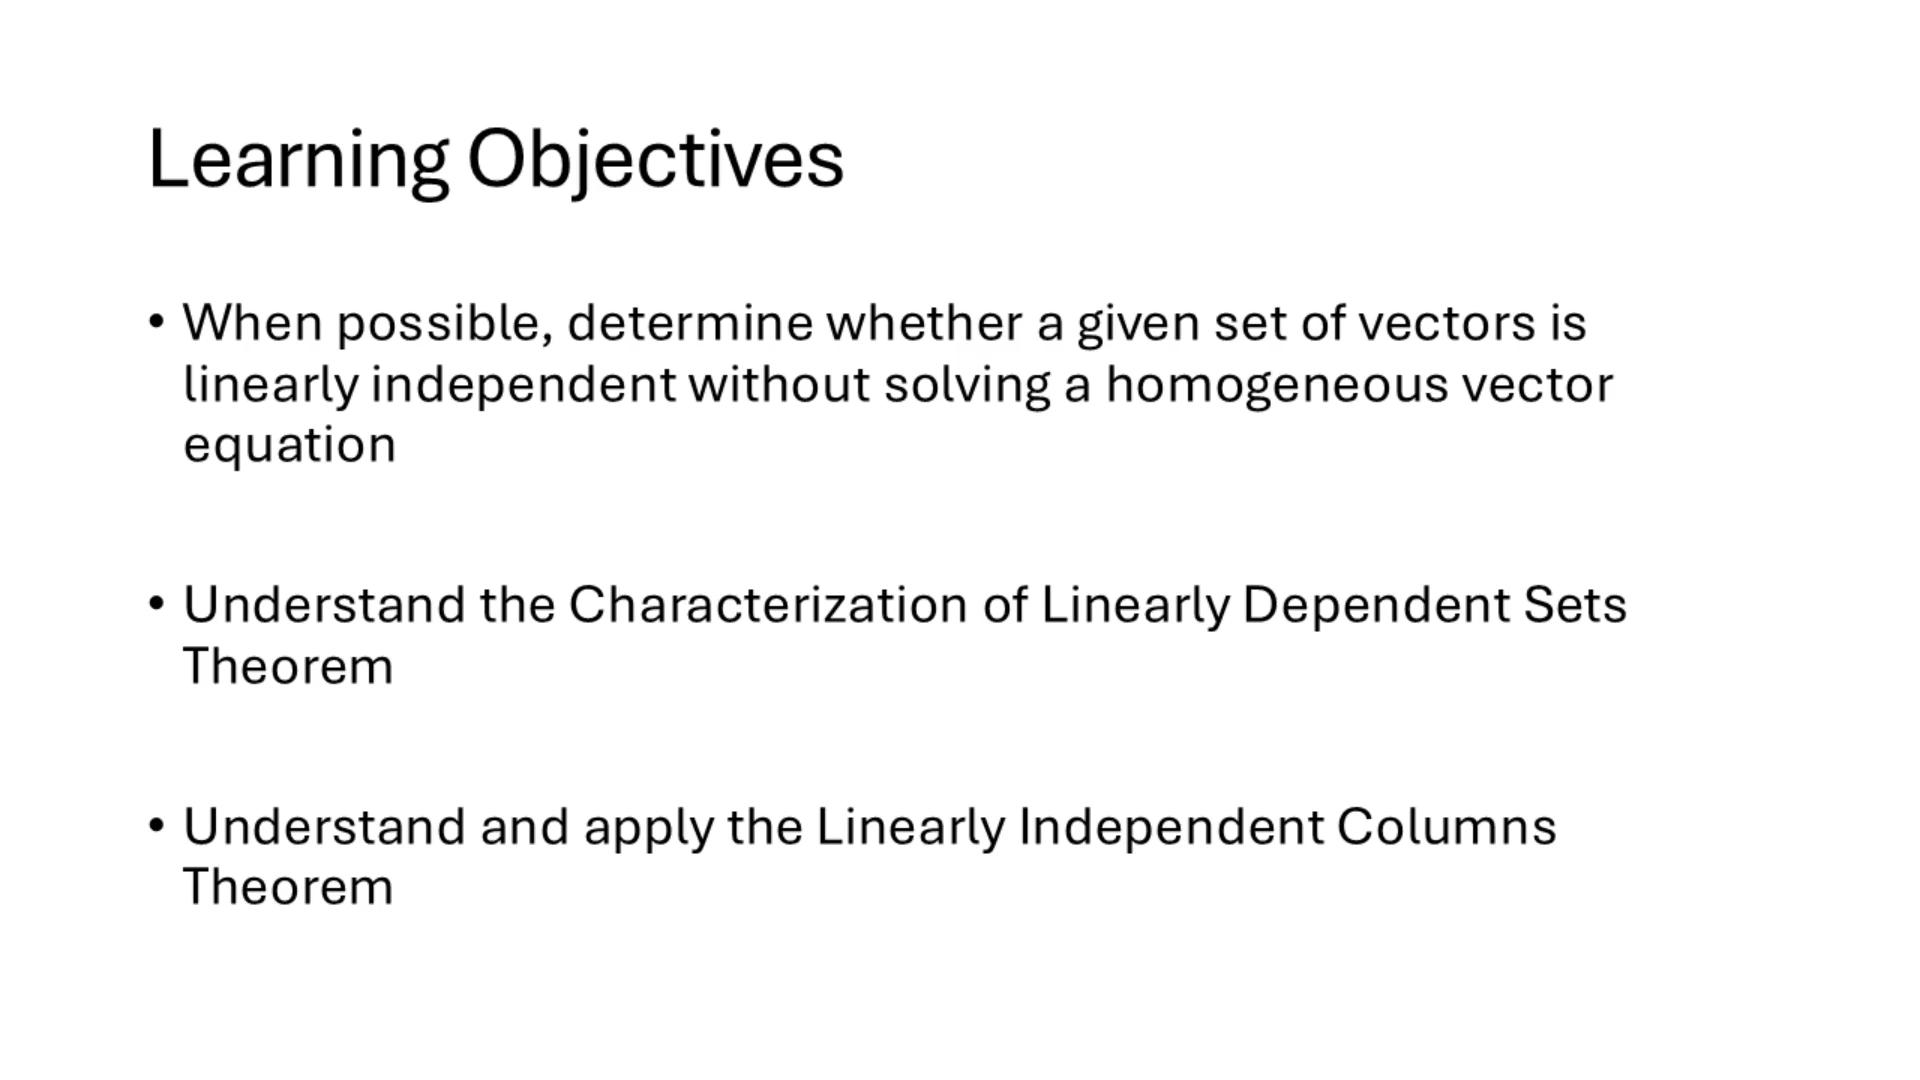 Learning Objectives
• When possible, determine whether a given set of vectors is
linearly independent without solving a homogeneous vector
equation
• Understand the Characterization of Linearly Dependent Sets
Theorem
• Understand and apply the Linearly Independent Columns
Theorem